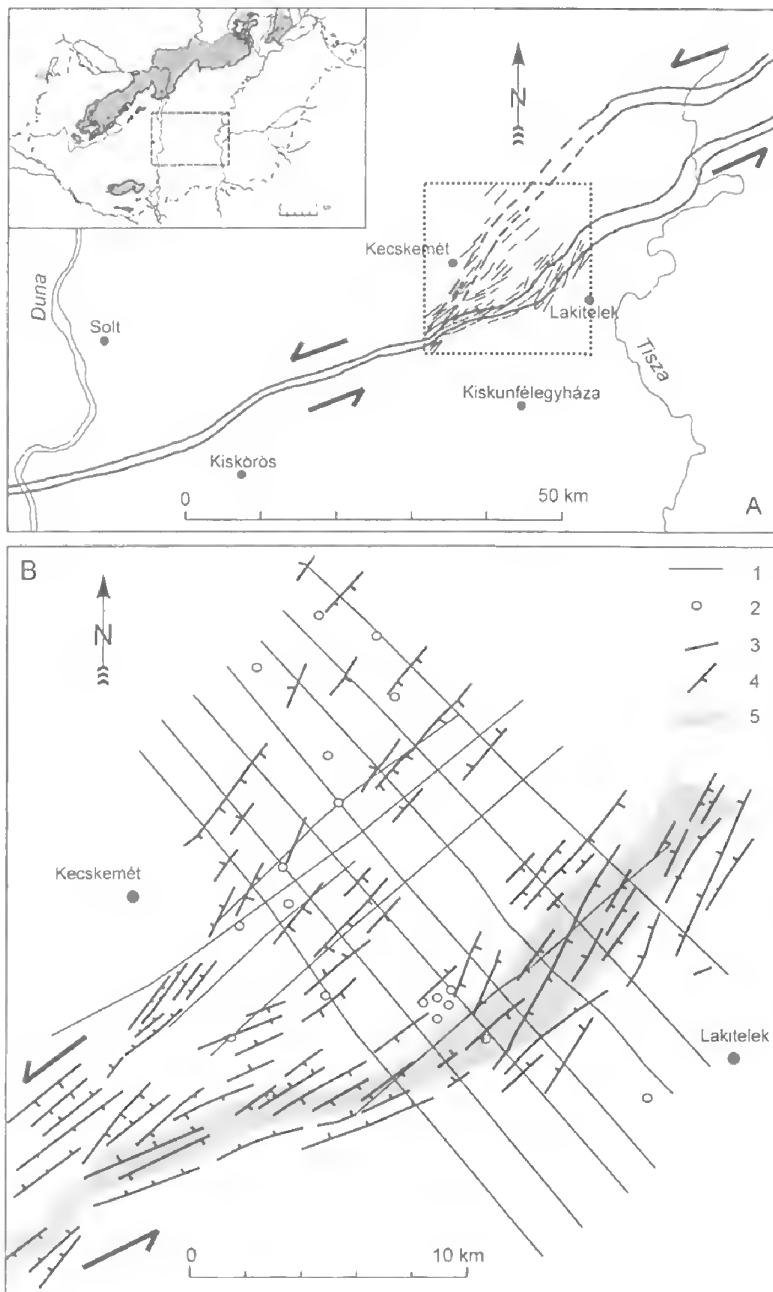 N
Duna
Solt
Kecskemét
Lakitelek
Tisza
Kiskunfélegyháza
Kiskőrös
0 50 km
A
B
N
1
2
3
4
5
Kecskemét
Lakitelek
0 10 km